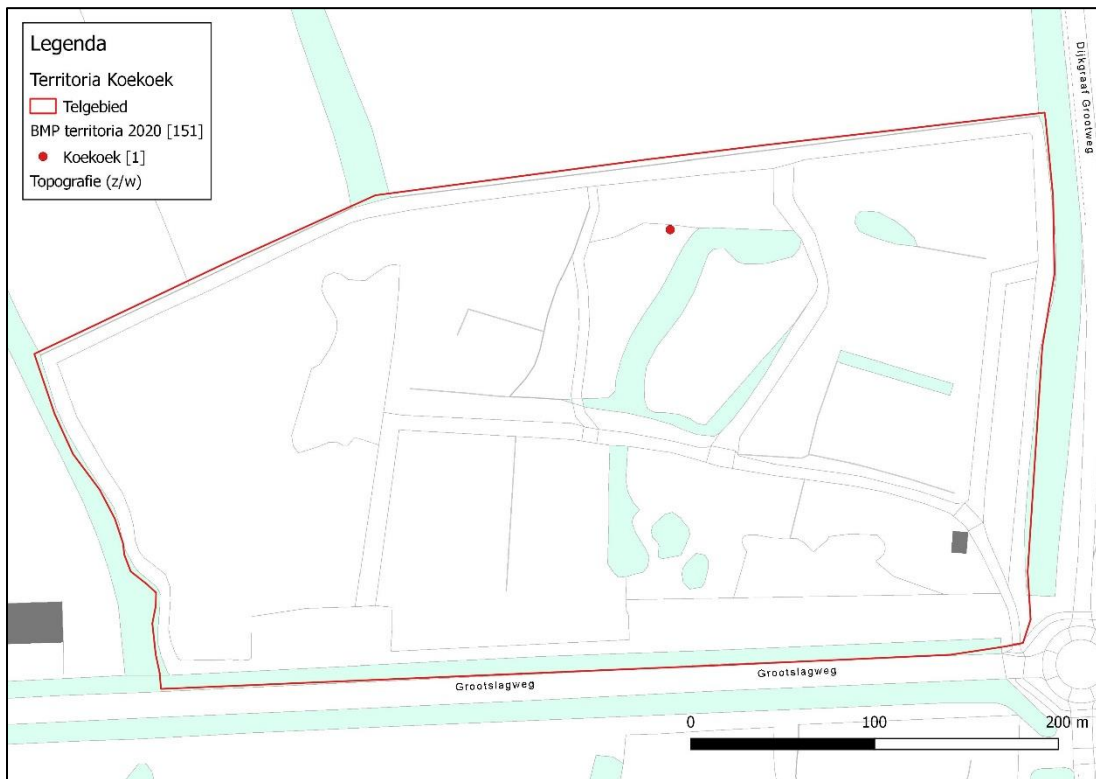 Legenda
Territoria Koekoek
Telgebied
BMP territoria 2020 [151]
Koekoek [1]
Topografie (z/w)
Dijkgraaf Grootweg
Grootslagweg
Grootslagweg
0 100 200 m